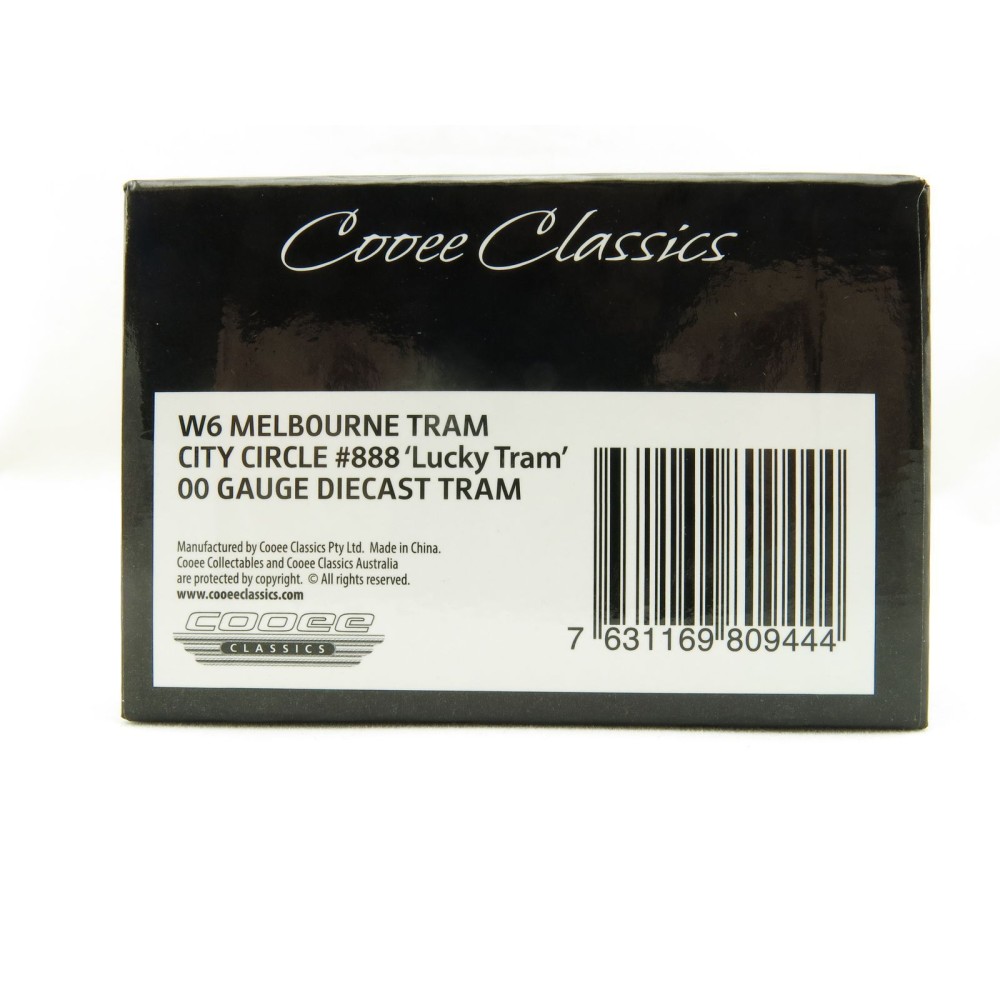 Cooee Classics
W6 MELBOURNE TRAM
CITY CIRCLE #888 ‘Lucky Tram’
00 GAUGE DIECAST TRAM
Manufactured by Cooee Classics Pty Ltd. Made in China.
Cooee Collectables and Cooee Classics Australia
are protected by copyright. © All rights reserved.
www.cooeeclassics.com
cooee
CLASSICS
7 631169 809444